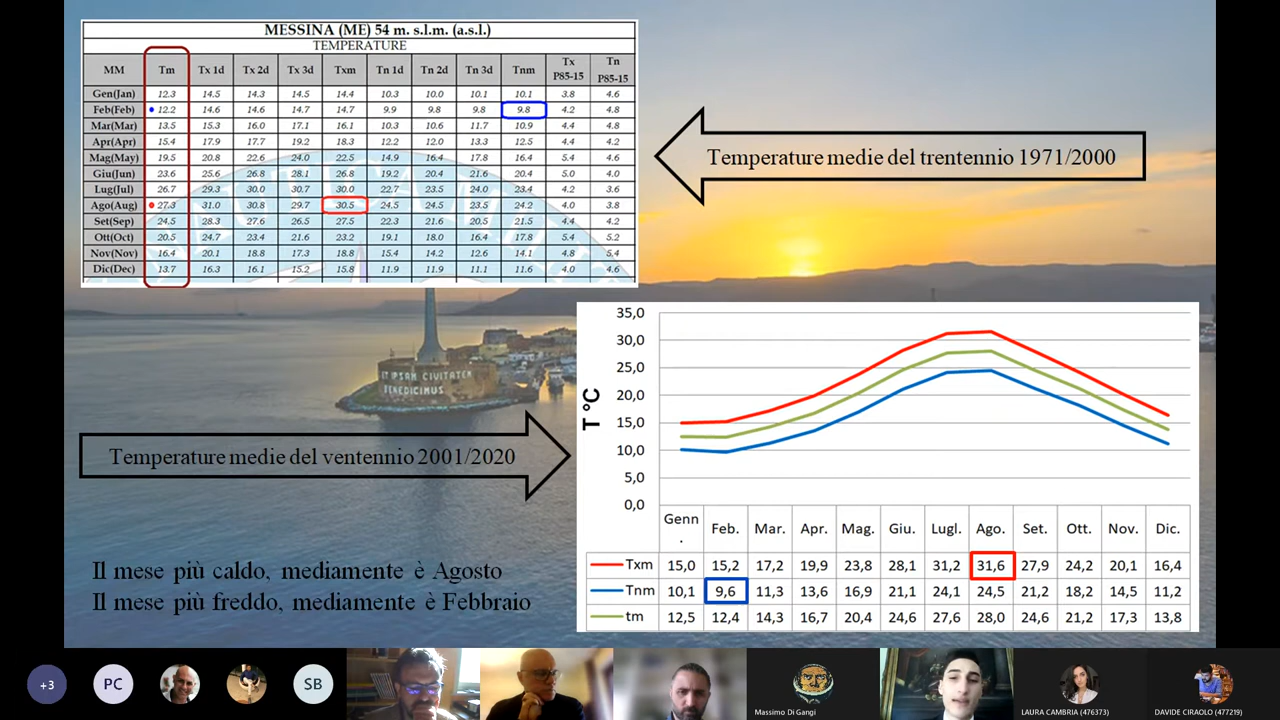 MESSINA (ME) 54 m. s.l.m. (a.s.l.)
TEMPERATURE
MM Tm Tx 1d Tx 2d Tx 3d Txm Tn 1d Tn 2d Tn 3d Tnm Tx P85-15 Tn P85-15
Gen(Jan) 12.3 14.5 14.3 14.5 14.4 10.3 10.0 10.1 10.1 3.8 4.6
Feb(Feb) 12.2 14.6 14.6 14.7 14.7 9.9 9.8 9.8 9.8 4.2 4.8
Mar(Mar) 13.5 15.3 16.0 17.1 16.1 10.3 10.6 11.7 10.9 4.4 4.8
Apr(Apr) 15.4 17.9 17.7 19.2 18.3 12.2 12.0 13.3 12.5 4.4 4.2
Mag(May) 19.5 20.8 22.6 24.0 22.5 14.9 16.4 17.8 16.4 5.4 4.6
Giu(Jun) 23.6 25.6 26.8 28.1 26.8 19.2 20.4 21.6 20.4 5.0 4.0
Lug(Jul) 26.7 29.3 30.0 30.7 30.0 22.7 23.5 24.0 23.4 4.2 3.6
Ago(Aug) 27.3 31.0 30.8 29.7 30.5 24.5 24.5 23.5 24.2 4.0 3.8
Set(Sep) 24.5 28.3 27.6 26.5 27.5 22.3 21.6 20.5 21.5 4.4 4.2
Ott(Oct) 20.5 24.7 23.4 21.6 23.2 19.1 18.0 16.4 17.8 5.4 5.2
Nov(Nov) 16.4 20.1 18.8 17.3 18.8 15.4 14.2 12.6 14.1 4.8 5.4
Dic(Dec) 13.7 16.3 16.1 15.2 15.8 11.9 11.9 11.1 11.6 4.0 4.6
Temperature medie del trentennio 1971/2000
ET IPSAM CIVITATEM
BENEDICIMUS
Temperature medie del ventennio 2001/2020
T °C
35,0
30,0
25,0
20,0
15,0
10,0
5,0
0,0
Genn. Feb. Mar. Apr. Mag. Giu. Lugl. Ago. Set. Ott. Nov. Dic.
Txm 15,0 15,2 17,2 19,9 23,8 28,1 31,2 31,6 27,9 24,2 20,1 16,4
Tnm 10,1 9,6 11,3 13,6 16,9 21,1 24,1 24,5 21,2 18,2 14,5 11,2
tm 12,5 12,4 14,3 16,7 20,4 24,6 27,6 28,0 24,6 21,2 17,3 13,8
Il mese più caldo, mediamente è Agosto
Il mese più freddo, mediamente è Febbraio
+3
PC
SB
Massimo Di Gangi
LAURA CAMBRIA (476373)
DAVIDE CIRAOLO (477219)